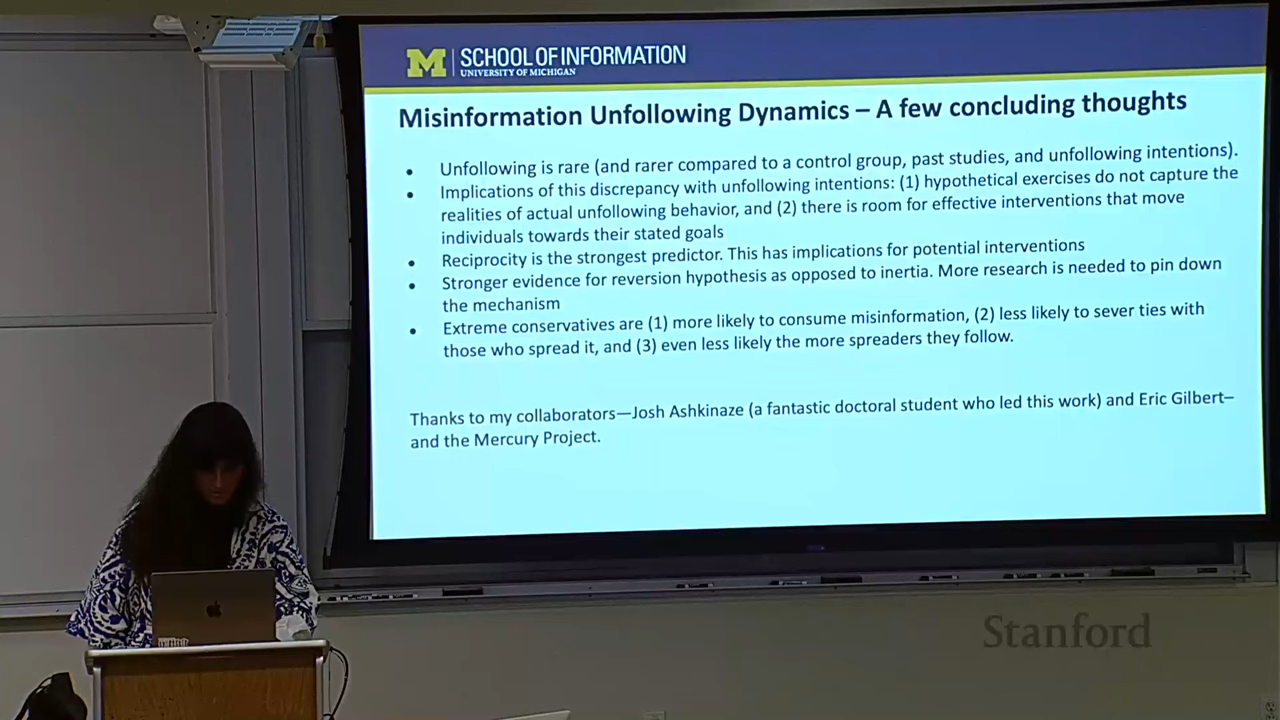 M SCHOOL OF INFORMATION
UNIVERSITY OF MICHIGAN
Misinformation Unfollowing Dynamics – A few concluding thoughts
• Unfollowing is rare (and rarer compared to a control group, past studies, and unfollowing intentions).
• Implications of this discrepancy with unfollowing intentions: (1) hypothetical exercises do not capture the
realities of actual unfollowing behavior, and (2) there is room for effective interventions that move
individuals towards their stated goals
• Reciprocity is the strongest predictor. This has implications for potential interventions
• Stronger evidence for reversion hypothesis as opposed to inertia. More research is needed to pin down
the mechanism
• Extreme conservatives are (1) more likely to consume misinformation, (2) less likely to sever ties with
those who spread it, and (3) even less likely the more spreaders they follow.
Thanks to my collaborators—Josh Ashkinaze (a fantastic doctoral student who led this work) and Eric Gilbert–
and the Mercury Project.
Stanford